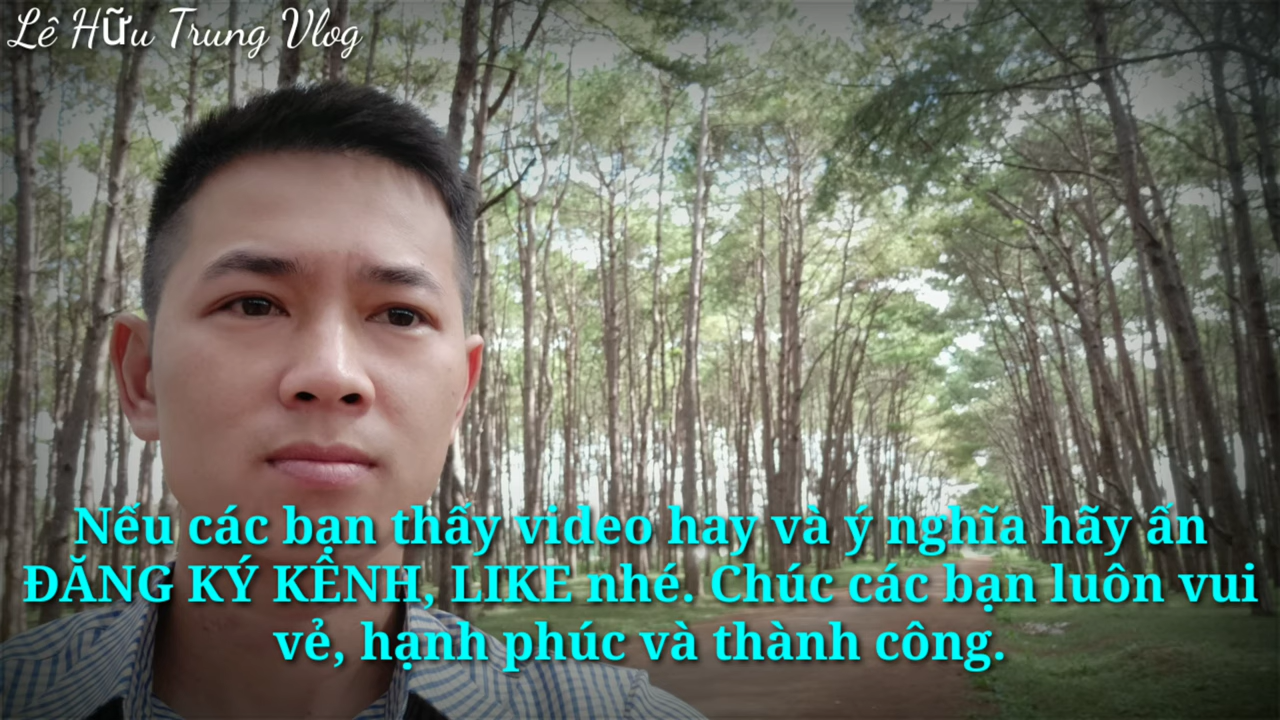 Lê Hữu Trung Vlog
Nếu các bạn thấy video hay và ý nghĩa hãy ấn
ĐĂNG KÝ KÊNH, LIKE nhé. Chúc các bạn luôn vui
vẻ, hạnh phúc và thành công.